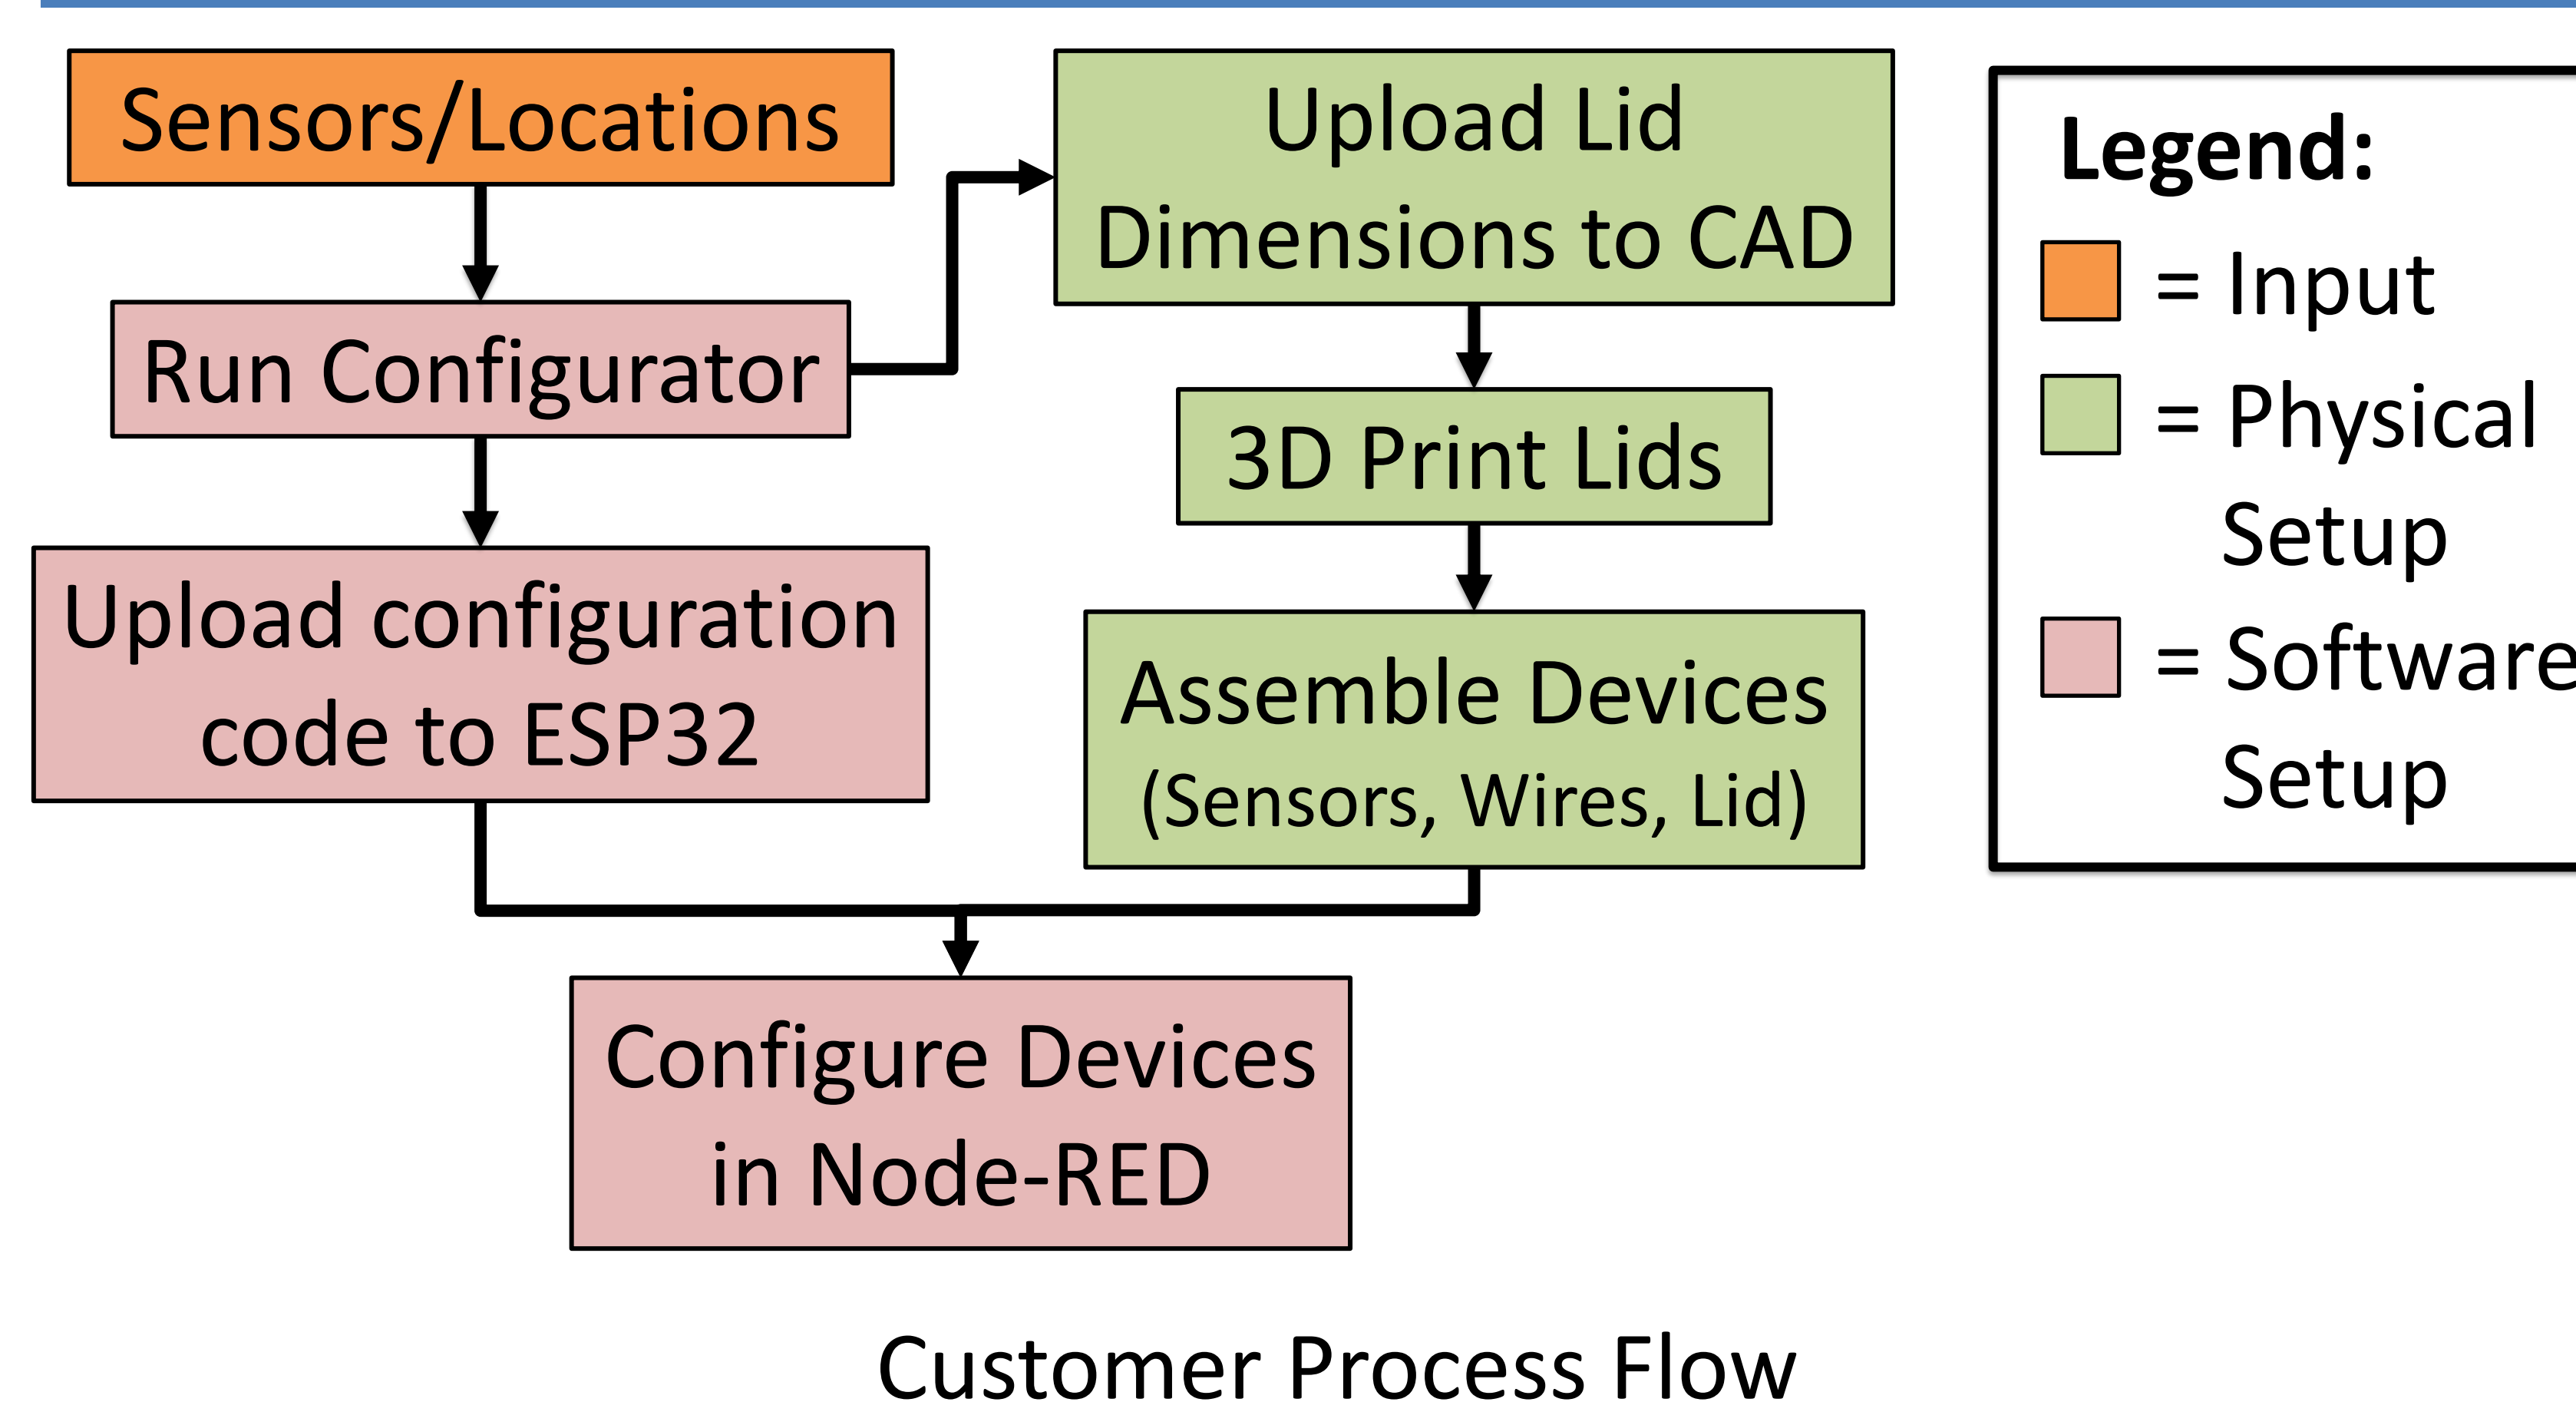 Sensors/Locations
Run Configurator
Upload configuration
code to ESP32
Upload Lid
Dimensions to CAD
3D Print Lids
Assemble Devices
(Sensors, Wires, Lid)
Configure Devices
in Node-RED
Legend:
= Input
= Physical
Setup
= Software
Setup
Customer Process Flow